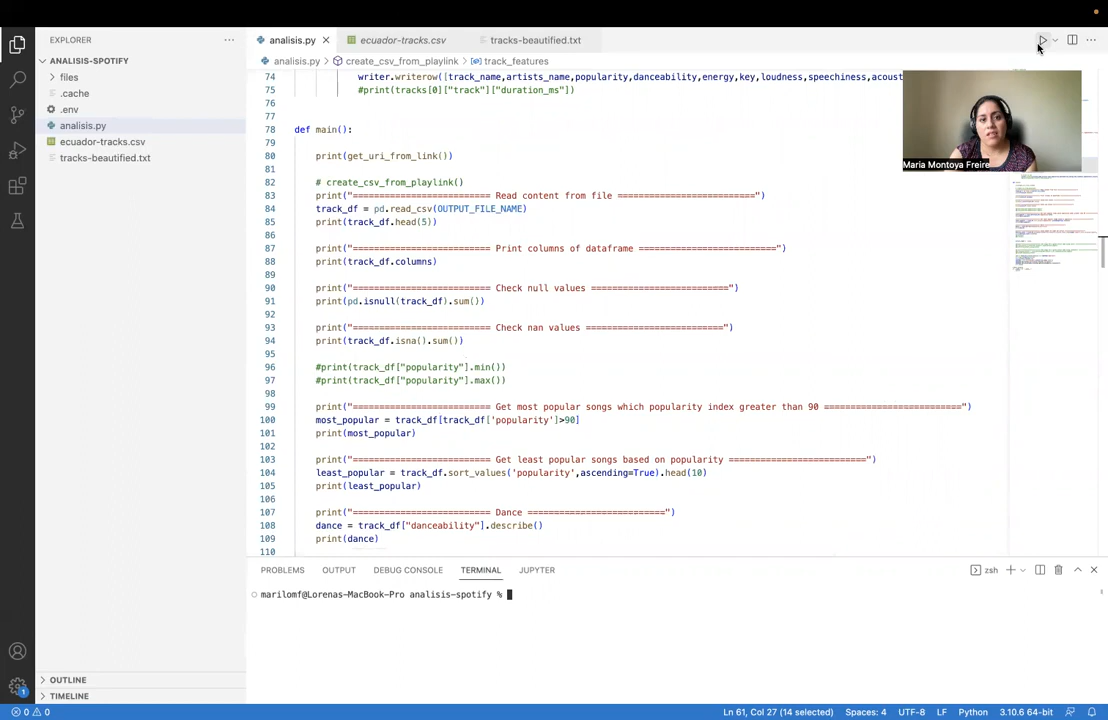 EXPLORER
ANALISIS-SPOTIFY
files
.cache
.env
analisis.py
ecuador-tracks.csv
tracks-beautified.txt
OUTLINE
TIMELINE
analisis.py
ecuador-tracks.csv
tracks-beautified.txt
analisis.py > create_csv_from_playlink > track_features
74 writer.writerow([track_name,artists_name,popularity,danceability,energy,key,loudness,speechiness,acoust
75 #print(tracks[0]["track"]["duration_ms"])
76
77
78 def main():
79
80 print(get_uri_from_link())
81
82 # create_csv_from_playlink()
83 print("========================== Read content from file ==========================")
84 track_df = pd.read_csv(OUTPUT_FILE_NAME)
85 print(track_df.head(5))
86
87 print("========================== Print columns of dataframe ==========================")
88 print(track_df.columns)
89
90 print("========================== Check null values ==========================")
91 print(pd.isnull(track_df).sum())
92
93 print("========================== Check nan values ==========================")
94 print(track_df.isna().sum())
95
96 #print(track_df["popularity"].min())
97 #print(track_df["popularity"].max())
98
99 print("========================== Get most popular songs which popularity index greater than 90 ==========================")
100 most_popular = track_df[track_df['popularity']>90]
101 print(most_popular)
102
103 print("========================== Get least popular songs based on popularity ==========================")
104 least_popular = track_df.sort_values('popularity',ascending=True).head(10)
105 print(least_popular)
106
107 print("========================== Dance ==========================")
108 dance = track_df["danceability"].describe()
109 print(dance)
110
Maria Montoya Freire
PROBLEMS OUTPUT DEBUG CONSOLE TERMINAL JUPYTER
zsh
marilomf@Lorenas-MacBook-Pro analisis-spotify %
1
0 0
Ln 61, Col 27 (14 selected) Spaces: 4 UTF-8 LF Python 3.10.6 64-bit